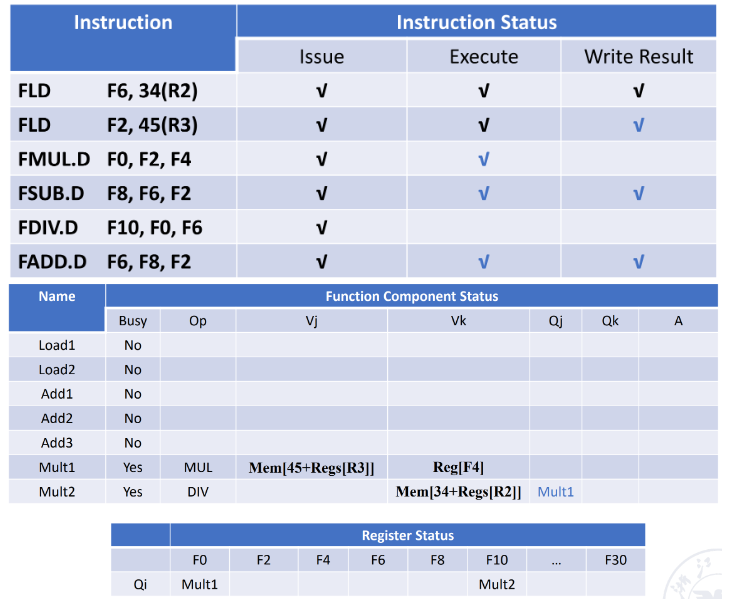 Instruction Instruction Status
Issue Execute Write Result
FLD F6, 34(R2) √ √ √
FLD F2, 45(R3) √ √ √
FMUL.D F0, F2, F4 √ √
FSUB.D F8, F6, F2 √ √ √
FDIV.D F10, F0, F6 √
FADD.D F6, F8, F2 √ √ √
Name Function Component Status
Busy Op Vj Vk Qj Qk A
Load1 No
Load2 No
Add1 No
Add2 No
Add3 No
Mult1 Yes MUL Mem[45+Regs[R3]] Reg[F4]
Mult2 Yes DIV Mem[34+Regs[R2]] Mult1
Register Status
F0 F2 F4 F6 F8 F10 ... F30
Qi Mult1 Mult2